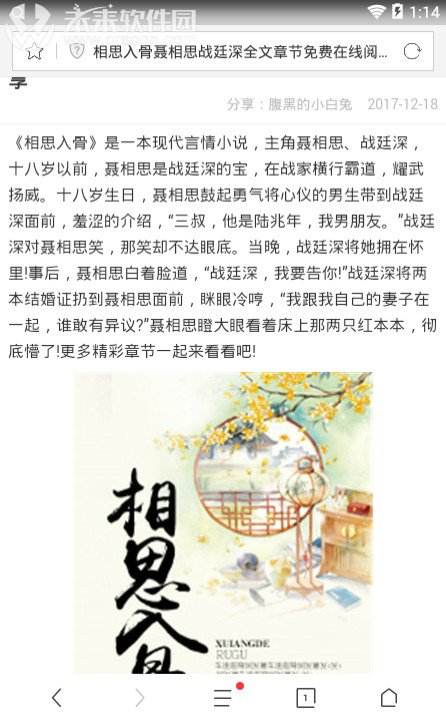 未来软件园
1:14
相思入骨聂相思战廷深全文章节免费在线阅...
享
分享：腹黑的小白兔 2017-12-18
《相思入骨》是一本现代言情小说，主角聂相思、战廷深，
十八岁以前，聂相思是战廷深的宝，在战家横行霸道，耀武
扬威。十八岁生日，聂相思鼓起勇气将心仪的男生带到战廷
深面前，羞涩的介绍，“三叔，他是陆兆年，我男朋友。”战廷
深对聂相思笑，那笑却不达眼底。当晚，战廷深将她拥在怀
里!事后，聂相思白着脸道，“战廷深，我要告你!”战廷深将两
本结婚证扔到聂相思面前，眯眼冷哼，“我跟我自己的妻子在
一起，谁敢有异议?”聂相思瞪大眼看着床上那两只红本本，彻
底懵了!更多精彩章节一起来看看吧!
相思入骨
XUIANGDE
RUGU
1